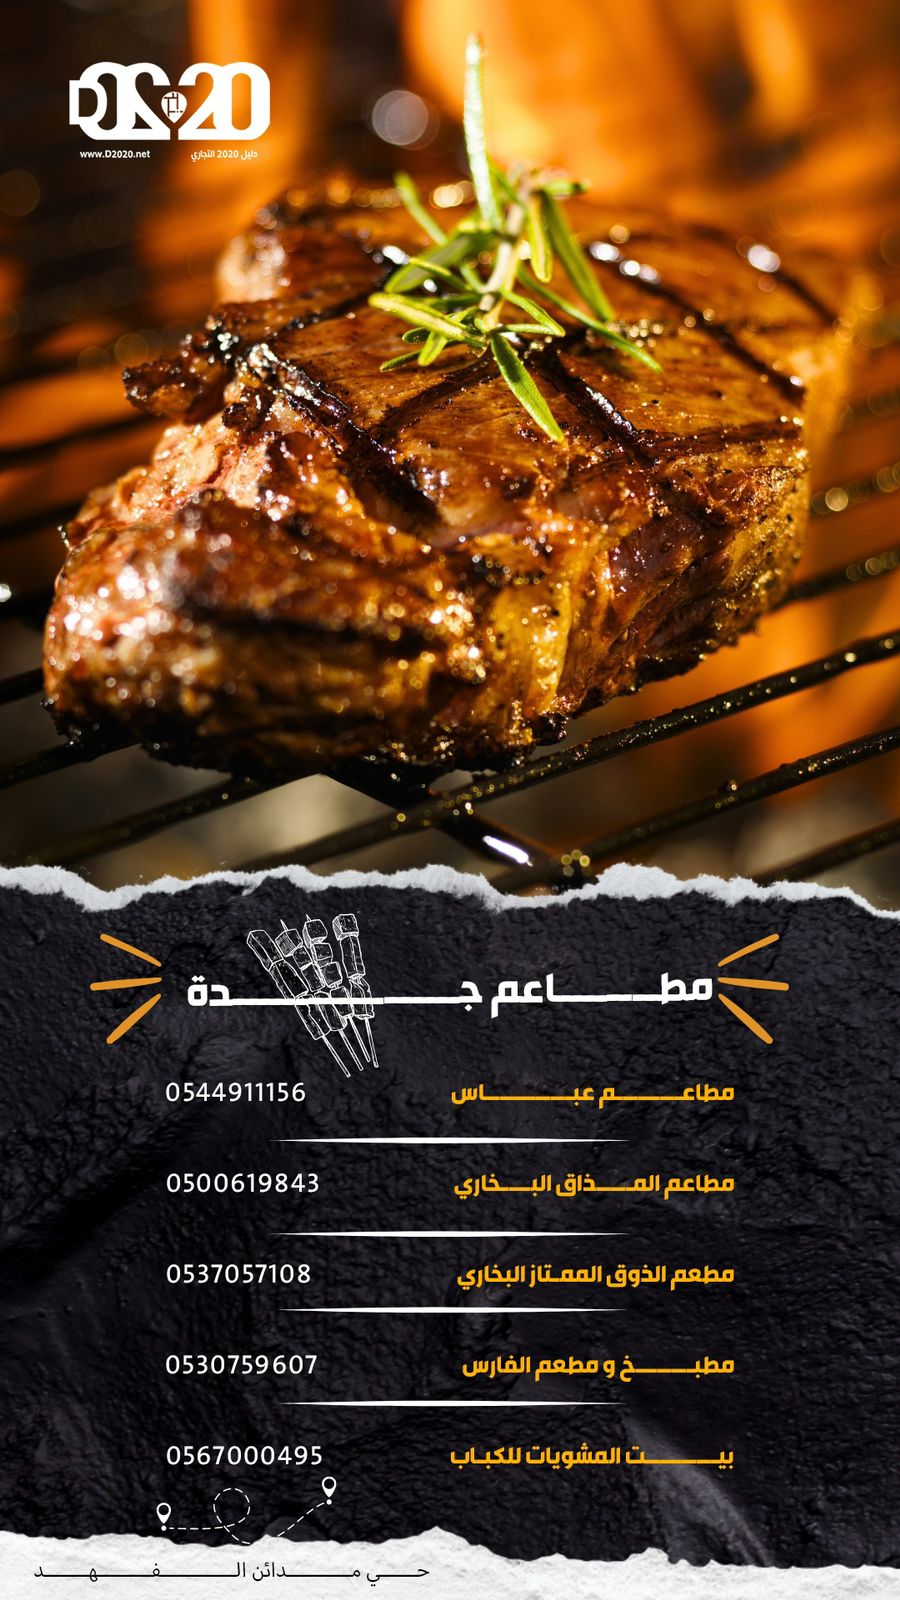 D2020
دليل 2020 التجاري www.D2020.net
مطاعم جدة
مطاعم عباس 0544911156
مطاعم المذاق البخاري 0500619843
مطعم الذوق الممتاز البخاري 0537057108
مطبخ و مطعم الفارس 0530759607
بيت المشويات للكباب 0567000495
حي مدائن الفهد